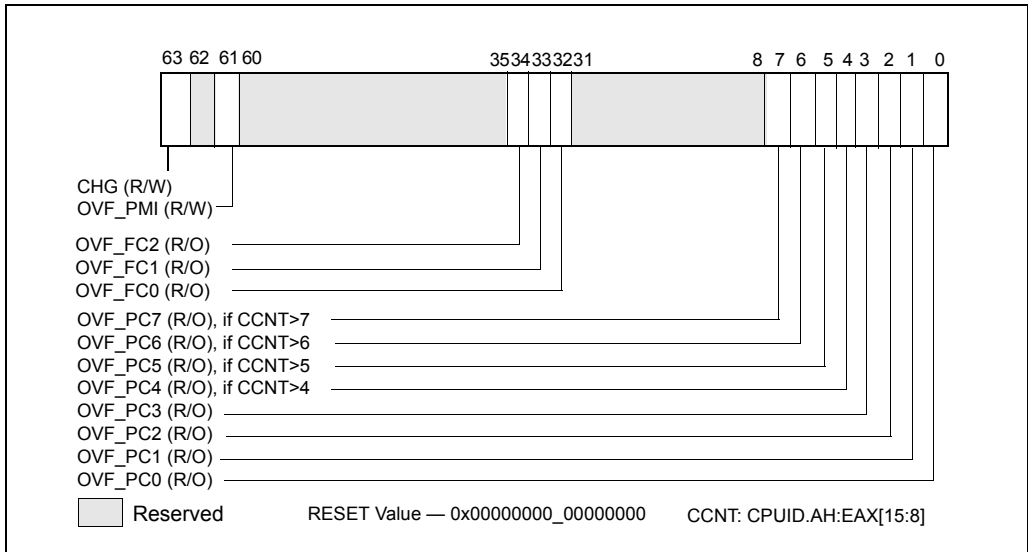 63 62 61 60 35 34 33 32 31 8 7 6 5 4 3 2 1 0
CHG (R/W)
OVF_PMI (R/W)
OVF_FC2 (R/O)
OVF_FC1 (R/O)
OVF_FC0 (R/O)
OVF_PC7 (R/O), if CCNT>7
OVF_PC6 (R/O), if CCNT>6
OVF_PC5 (R/O), if CCNT>5
OVF_PC4 (R/O), if CCNT>4
OVF_PC3 (R/O)
OVF_PC2 (R/O)
OVF_PC1 (R/O)
OVF_PC0 (R/O)
Reserved RESET Value — 0x00000000_00000000 CCNT: CPUID.AH:EAX[15:8]